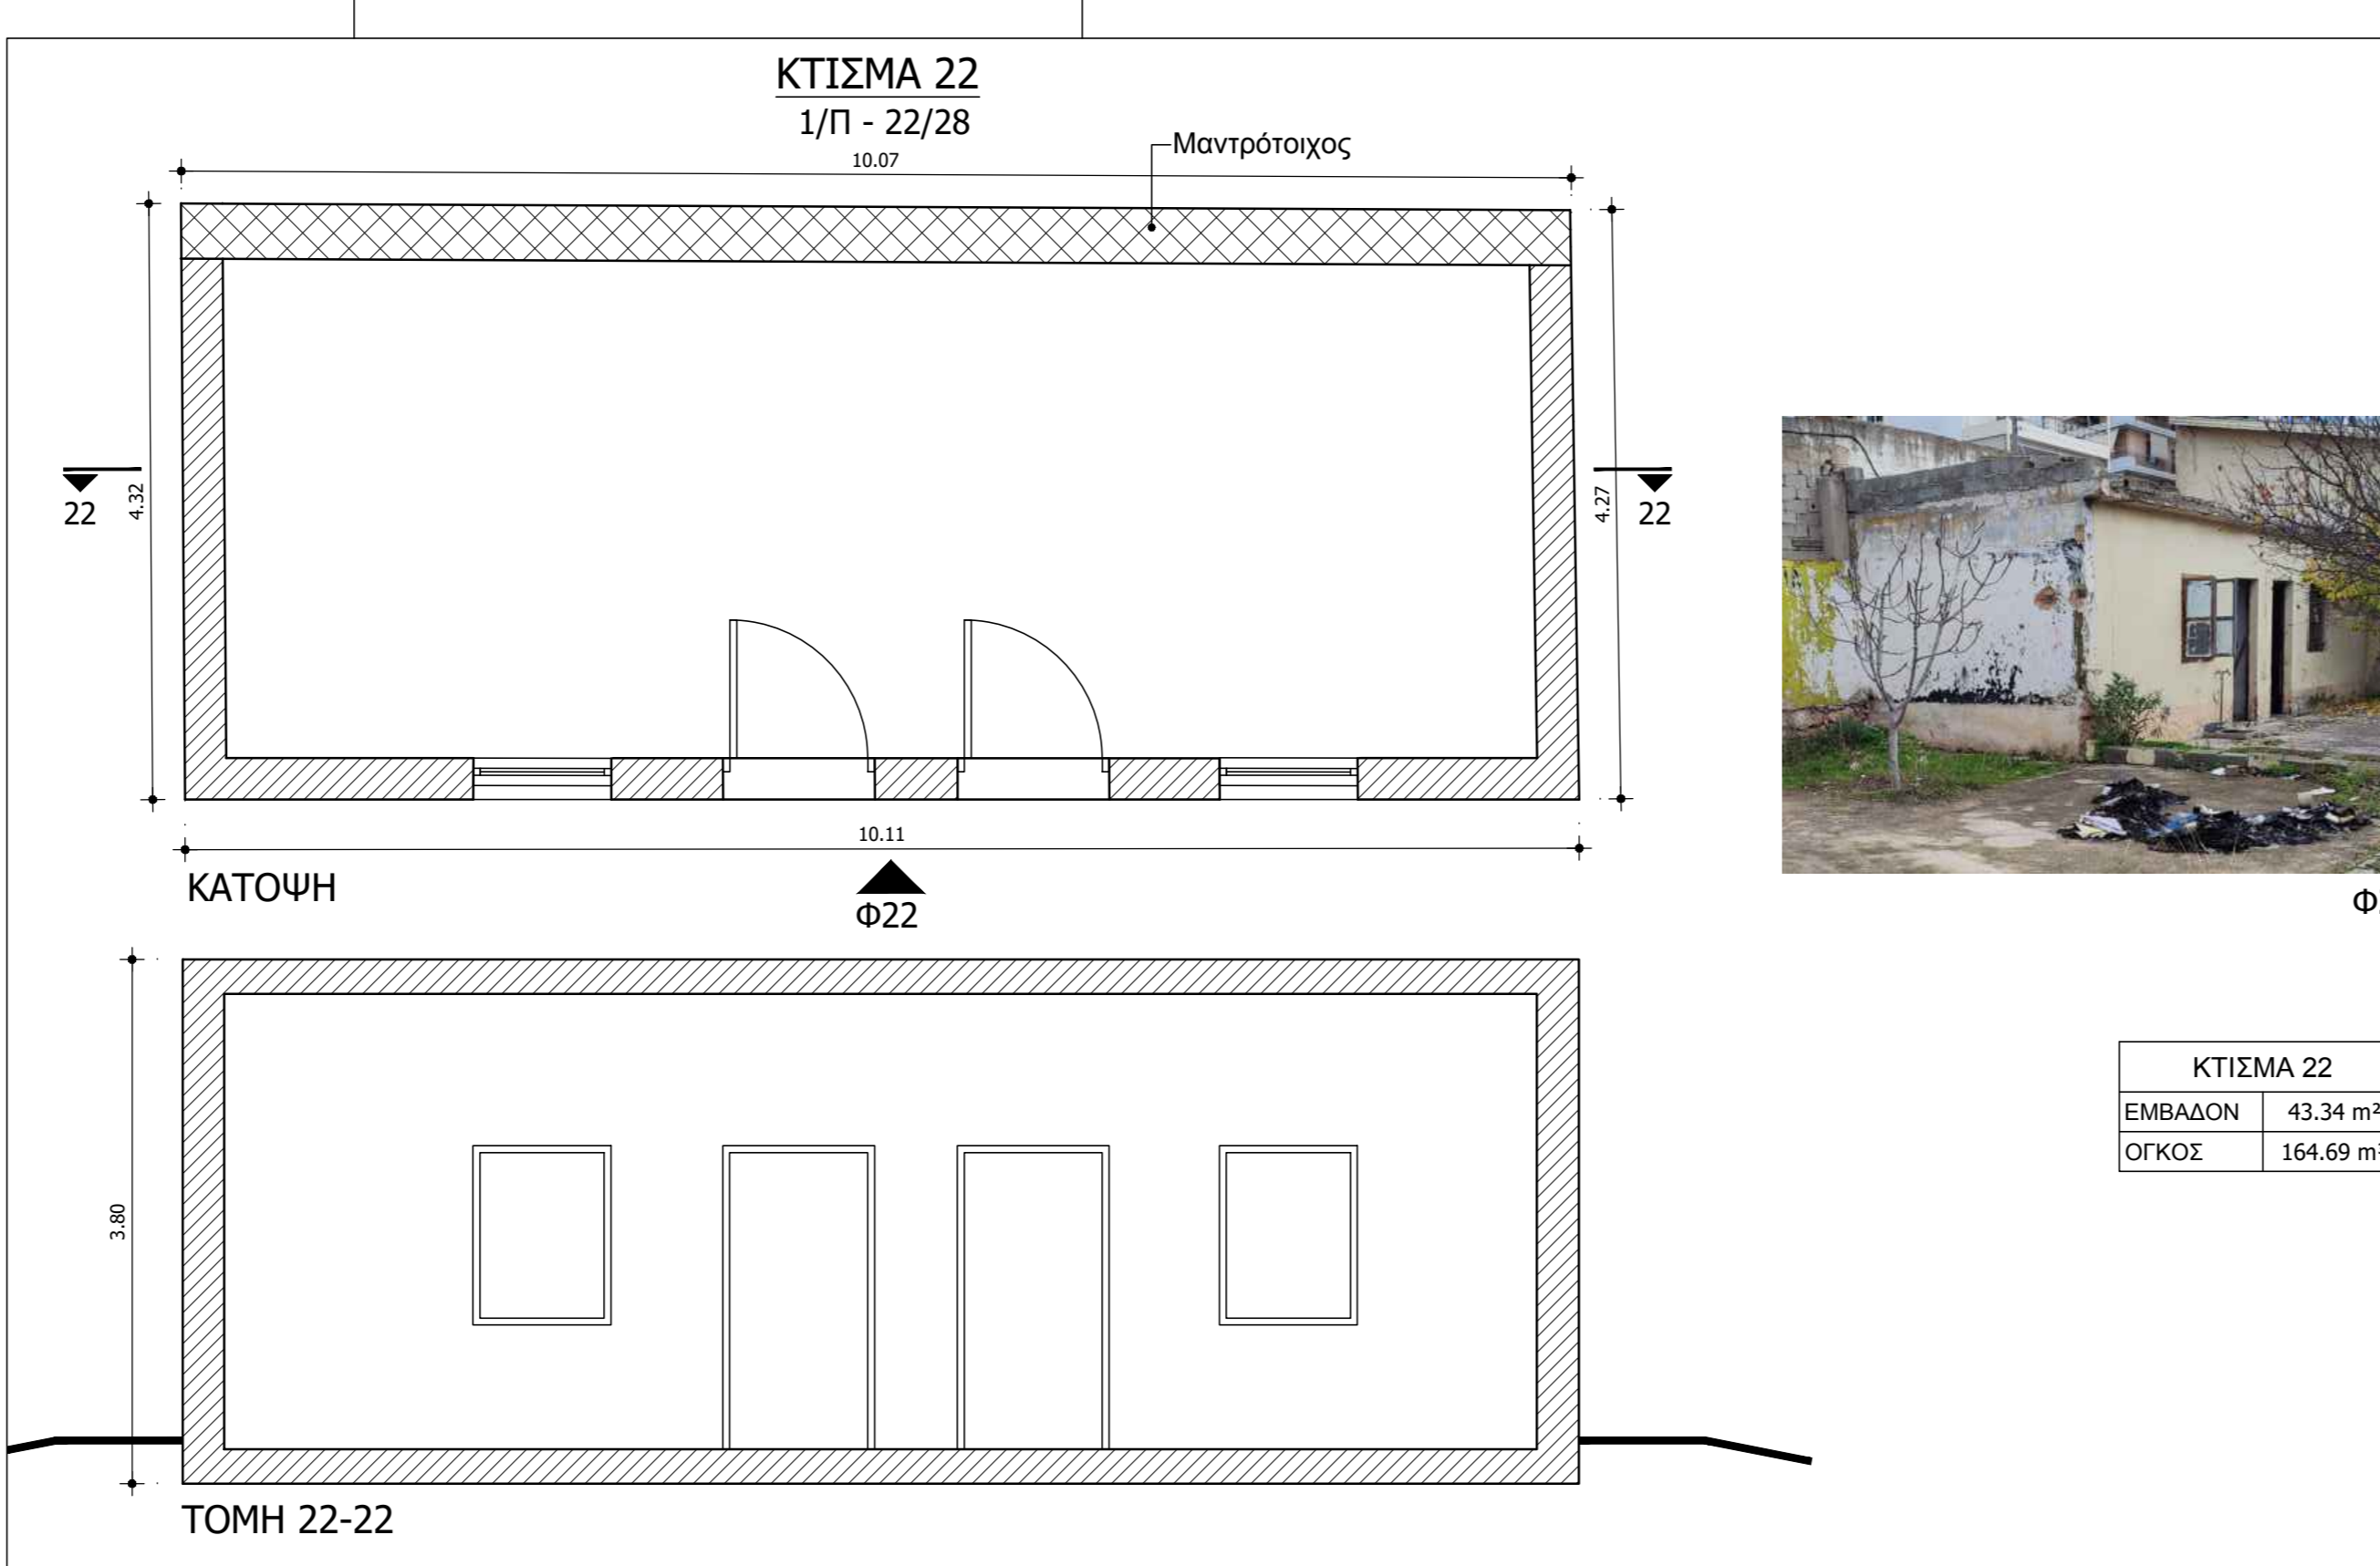 ΚΤΙΣΜΑ 22
1/Π - 22/28
Μαντρότοιχος
10.07
4.32
4.27
22
22
10.11
ΚΑΤΟΨΗ
Φ22
Φ
3.80
ΚΤΙΣΜΑ 22
ΕΜΒΑΔΟΝ 43.34 m²
ΟΓΚΟΣ 164.69 m³
ΤΟΜΗ 22-22